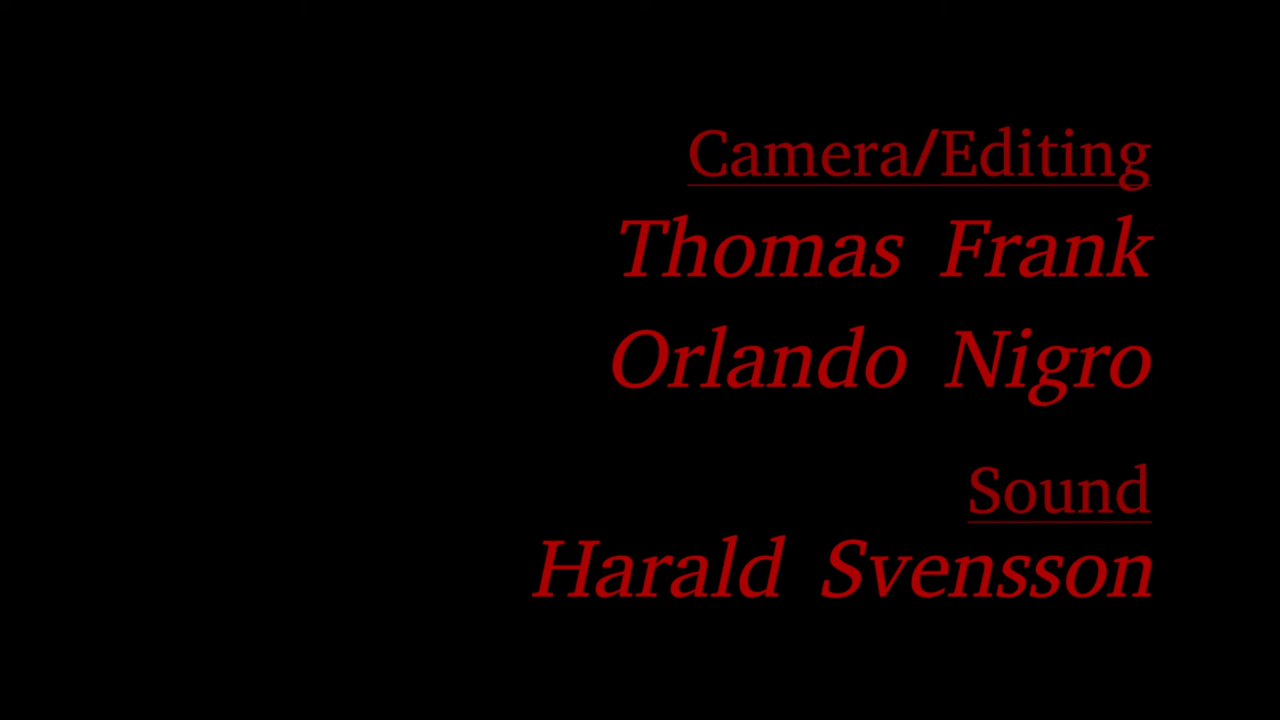 Camera/Editing
Thomas Frank
Orlando Nigro
Sound
Harald Svensson